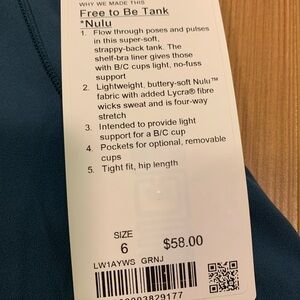 WHY WE MADE THIS
Free to Be Tank
*Nulu
1. Flow through poses and pulses
in this super-soft,
strappy-back tank. The
shelf-bra liner gives those
with B/C cups light, no-fuss
support
2. Lightweight, buttery-soft Nulu™
fabric with added Lycra® fibre
wicks sweat and is four-way
stretch
3. Intended to provide light
support for a B/C cup
4. Pockets for optional, removable
cups
5. Tight fit, hip length
SIZE
6
$58.00
LW1AYWS GRNJ